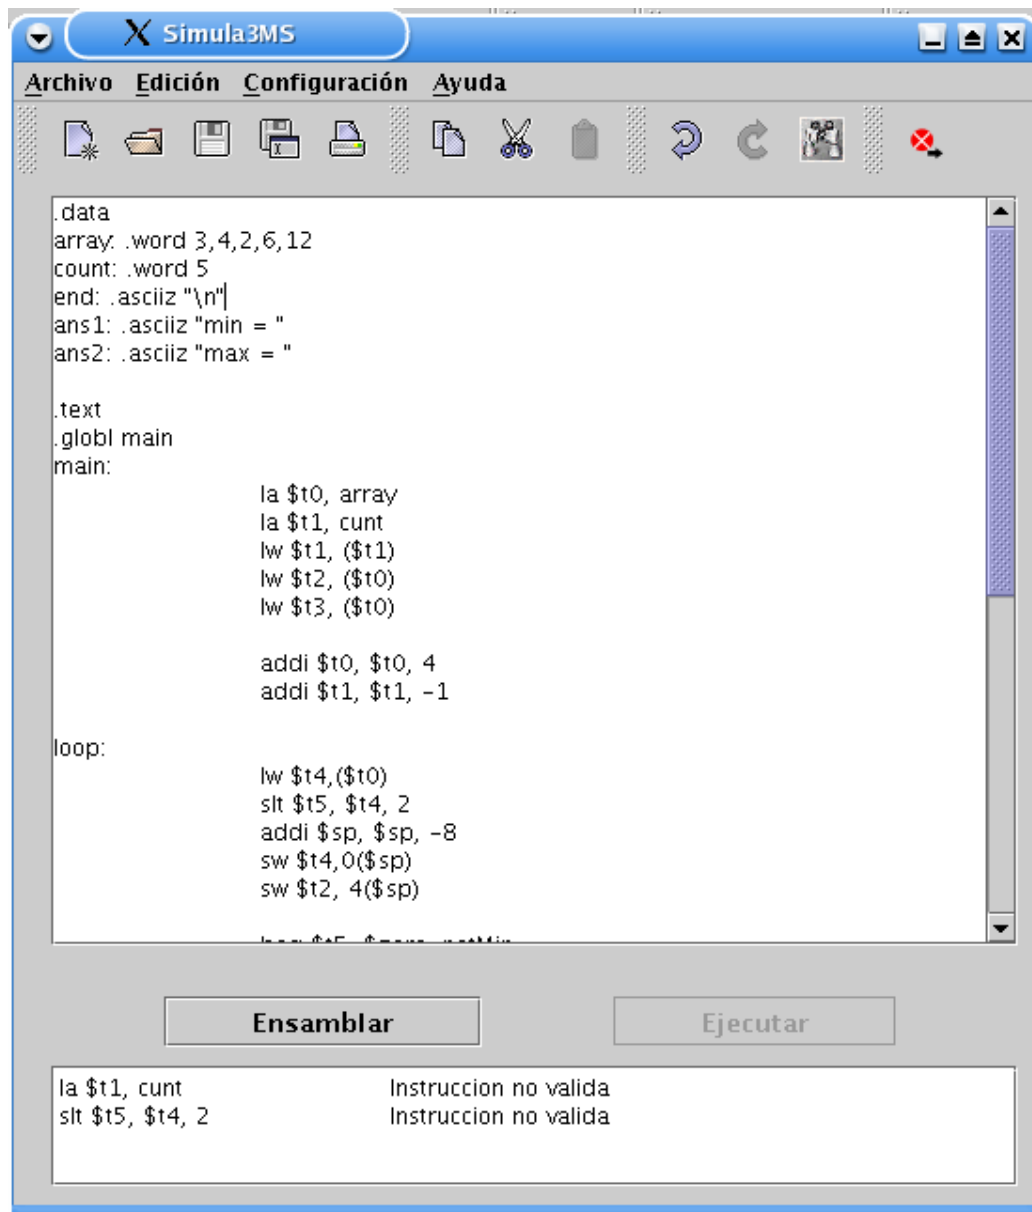 Simula3MS
Archivo Edición Configuración Ayuda
.data
array: .word 3,4,2,6,12
count: .word 5
end: .asciiz "\n"
ans1: .asciiz "min = "
ans2: .asciiz "max = "
.text
.globl main
main:
la $t0, array
la $t1, cunt
lw $t1, ($t1)
lw $t2, ($t0)
lw $t3, ($t0)
addi $t0, $t0, 4
addi $t1, $t1, -1
loop:
lw $t4,($t0)
slt $t5, $t4, 2
addi $sp, $sp, -8
sw $t4,0($sp)
sw $t2, 4($sp)
beq $t5, $zero, notMin
Ensamblar Ejecutar
la $t1, cunt Instruccion no valida
slt $t5, $t4, 2 Instruccion no valida